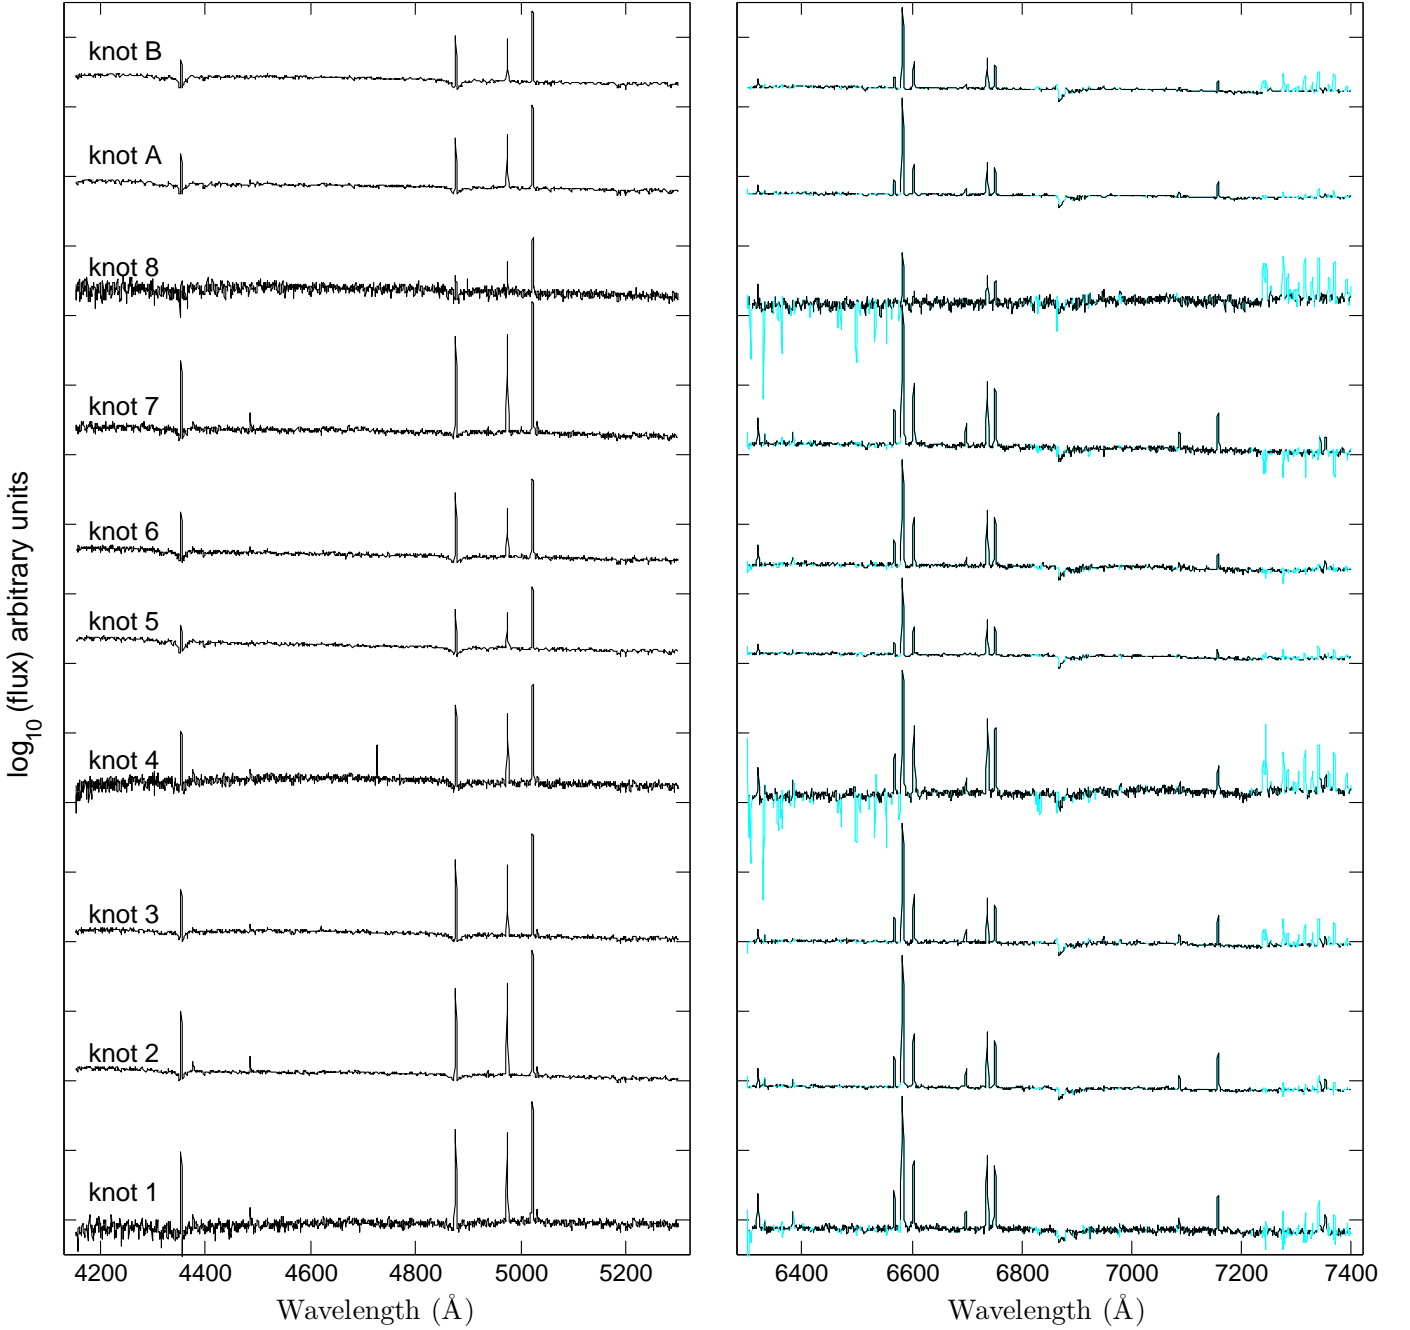 knot B
knot A
knot 8
knot 7
knot 6
knot 5
knot 4
knot 3
knot 2
knot 1
log10 (flux) arbitrary units
4200 4400 4600 4800 5000 5200
6400 6600 6800 7000 7200 7400
Wavelength (Å)
Wavelength (Å)